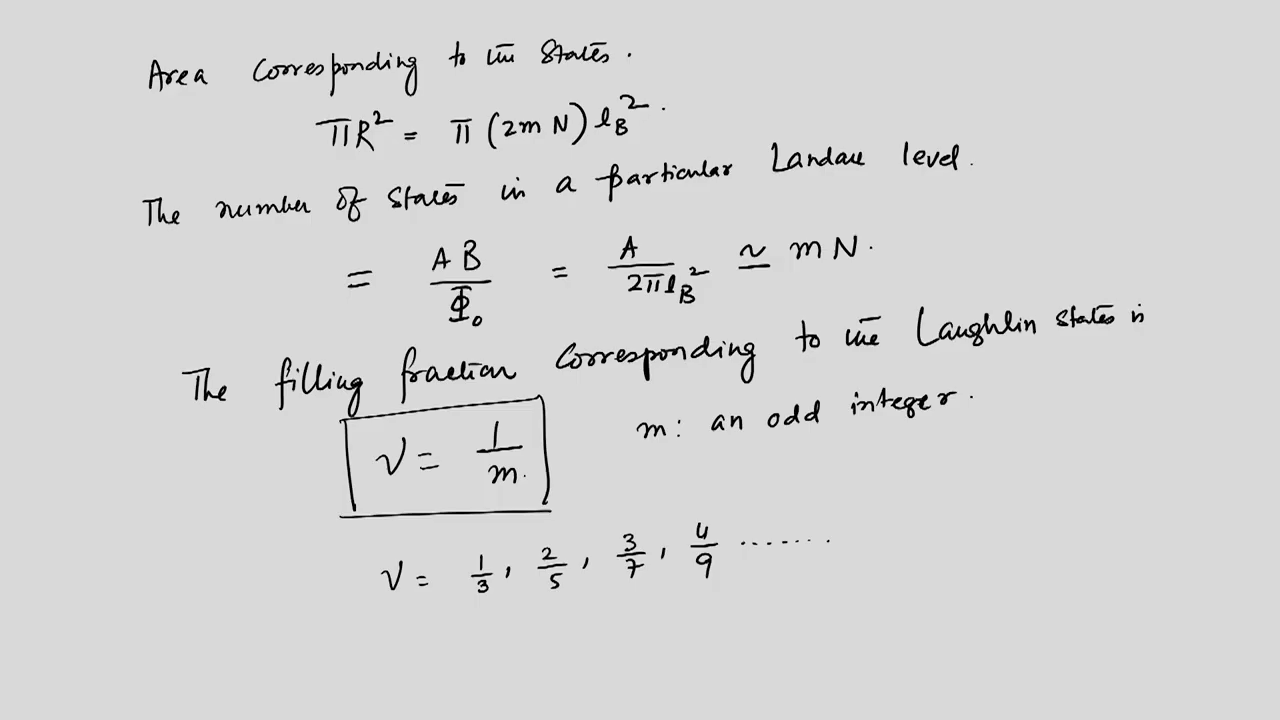 Area corresponding to the states.
πR² = π (2mN) l_B².
The number of states in a particular Landau level.
= AB/Φ₀ = A/2πl_B² ≃ mN.
The filling fraction corresponding to the Laughlin states is
ν = 1/m. m: an odd integer.
ν = 1/3, 2/5, 3/7, 4/9 ........